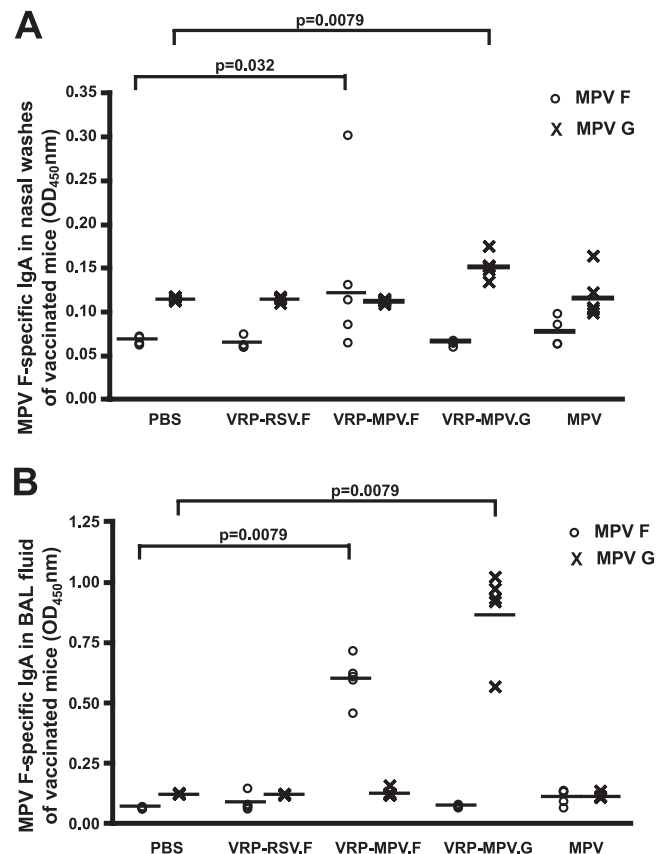 A
p=0.0079
p=0.032
MPV F-specific IgA in nasal washes
of vaccinated mice (OD450nm)
0.35
0.30
0.25
0.20
0.15
0.10
0.05
0.00
o MPV F
X MPV G
PBS VRP-RSV.F VRP-MPV.F VRP-MPV.G MPV
B
p=0.0079
p=0.0079
MPV F-specific IgA in BAL fluid
of vaccinated mice (OD450nm)
1.25
1.00
0.75
0.50
0.25
0.00
o MPV F
X MPV G
PBS VRP-RSV.F VRP-MPV.F VRP-MPV.G MPV